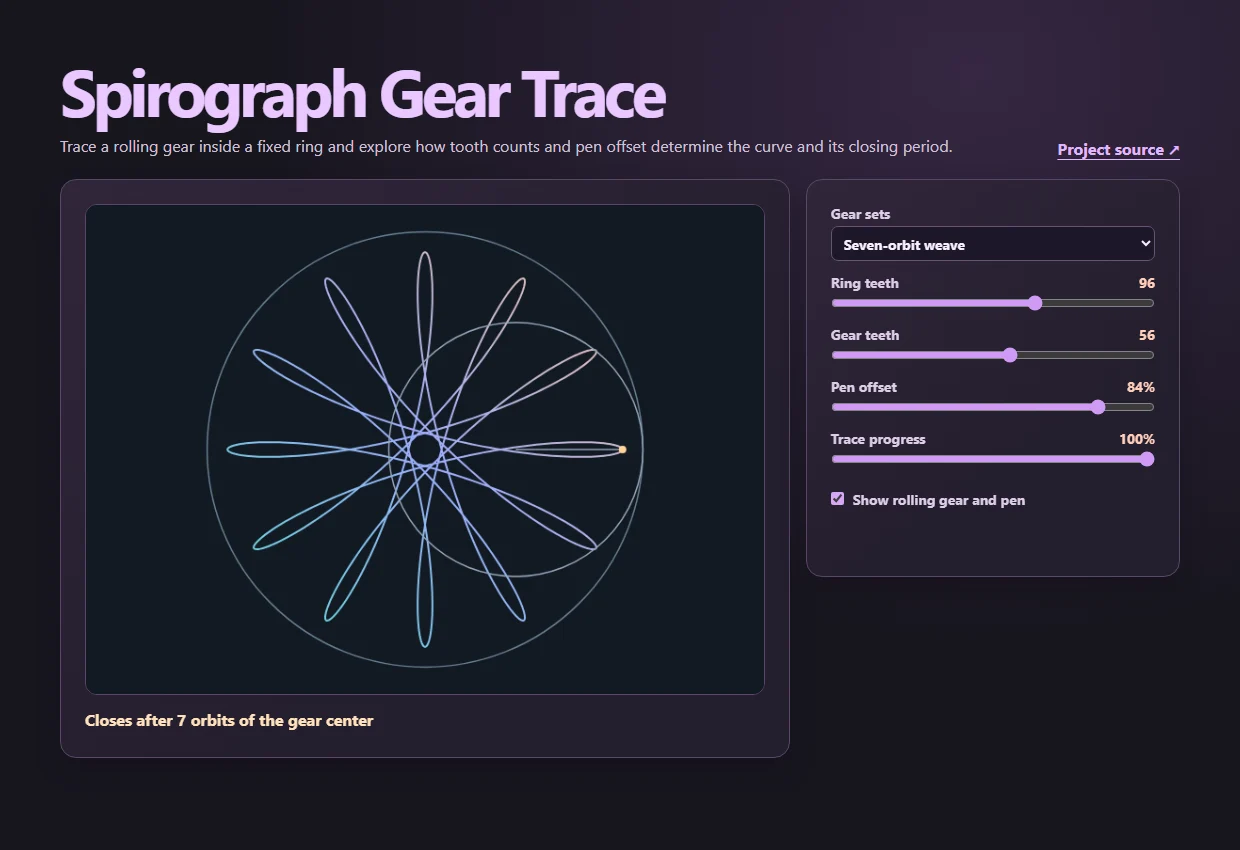 Spirograph Gear Trace
Trace a rolling gear inside a fixed ring and explore how tooth counts and pen offset determine the curve and its closing period.
Project source ↗
Gear sets
Seven-orbit weave
Ring teeth 96
Gear teeth 56
Pen offset 84%
Trace progress 100%
Show rolling gear and pen
Closes after 7 orbits of the gear center